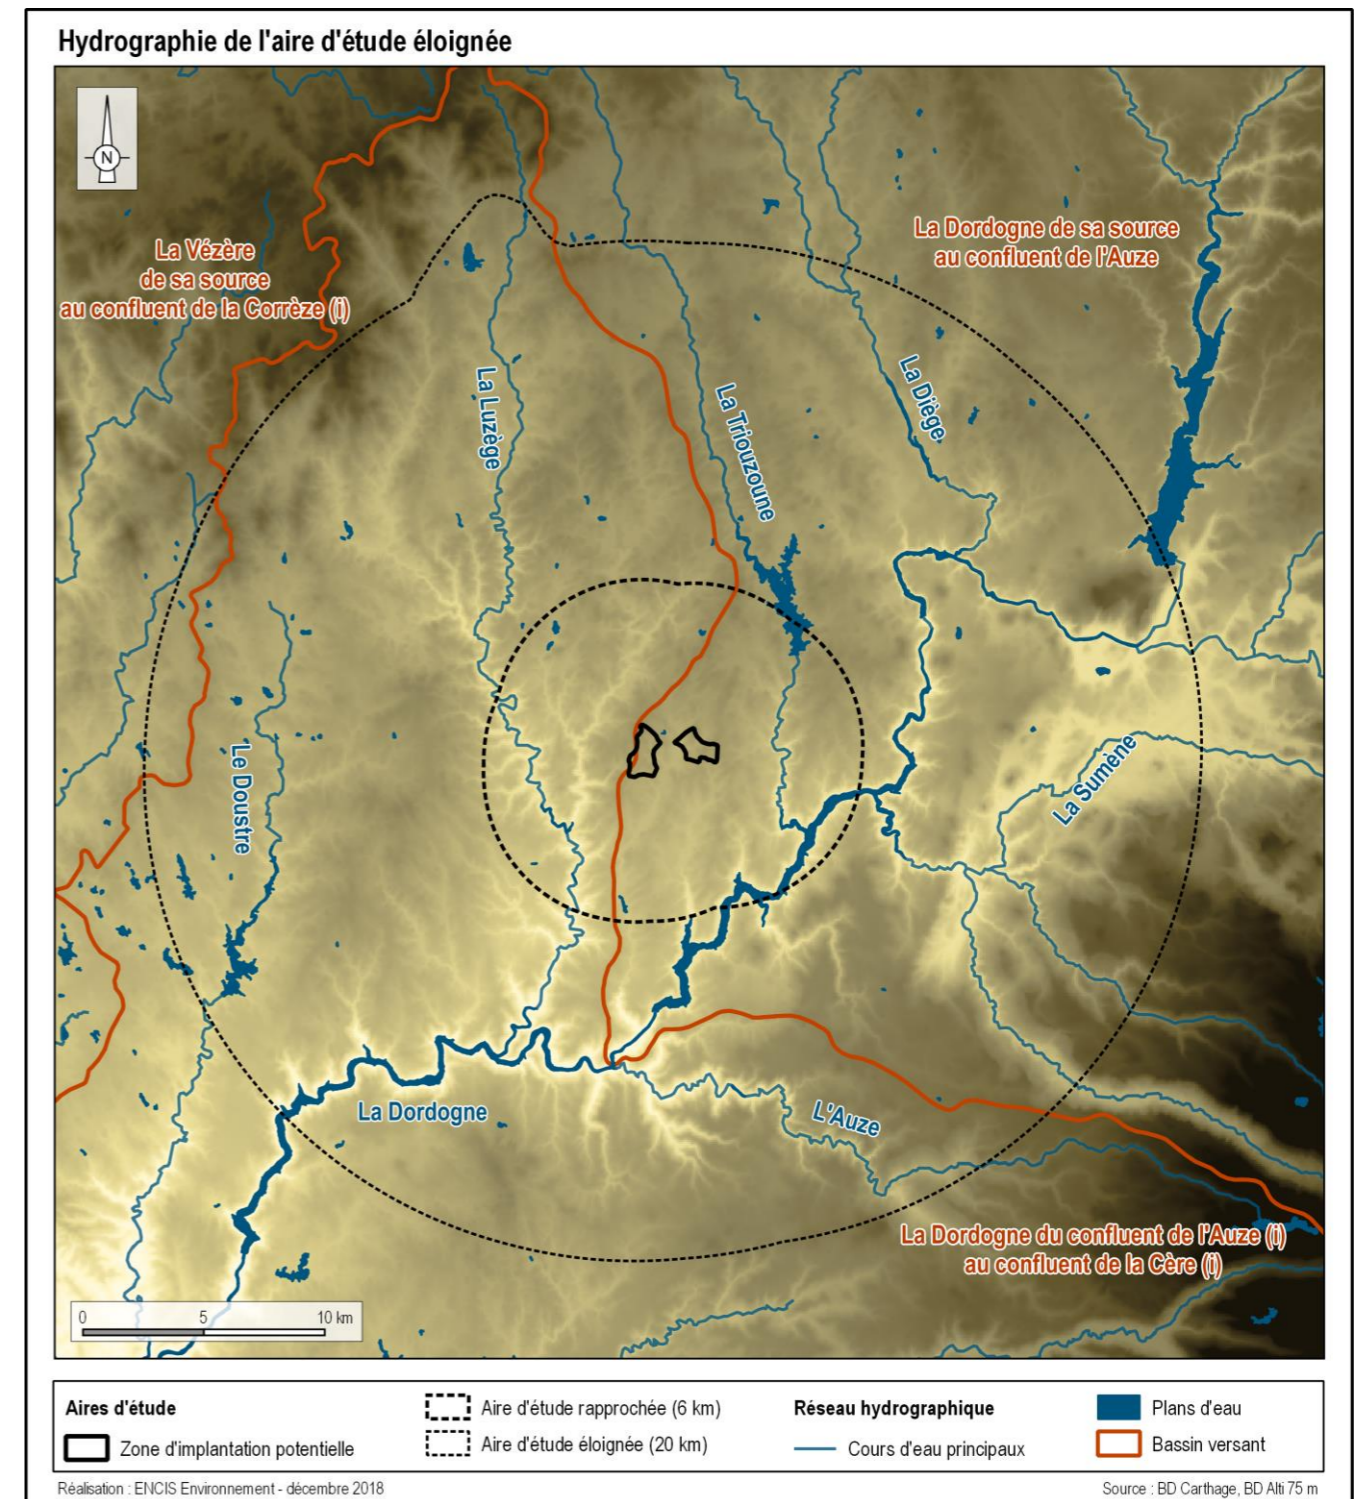 Hydrographie de l'aire d'étude éloignée
N
La Vézère
de sa source
au confluent de la Corrèze (i)
La Dordogne de sa source
au confluent de l'Auze
La Luzège
La Triouzoune
La Diège
Le Doustre
La Sumène
La Dordogne
L'Auze
La Dordogne du confluent de l'Auze (i)
au confluent de la Cère (i)
0 5 10 km
Aires d'étude
Zone d'implantation potentielle
Aire d'étude rapprochée (6 km)
Aire d'étude éloignée (20 km)
Réseau hydrographique
Cours d'eau principaux
Plans d'eau
Bassin versant
Réalisation : ENCIS Environnement - décembre 2018
Source : BD Carthage, BD Alti 75 m